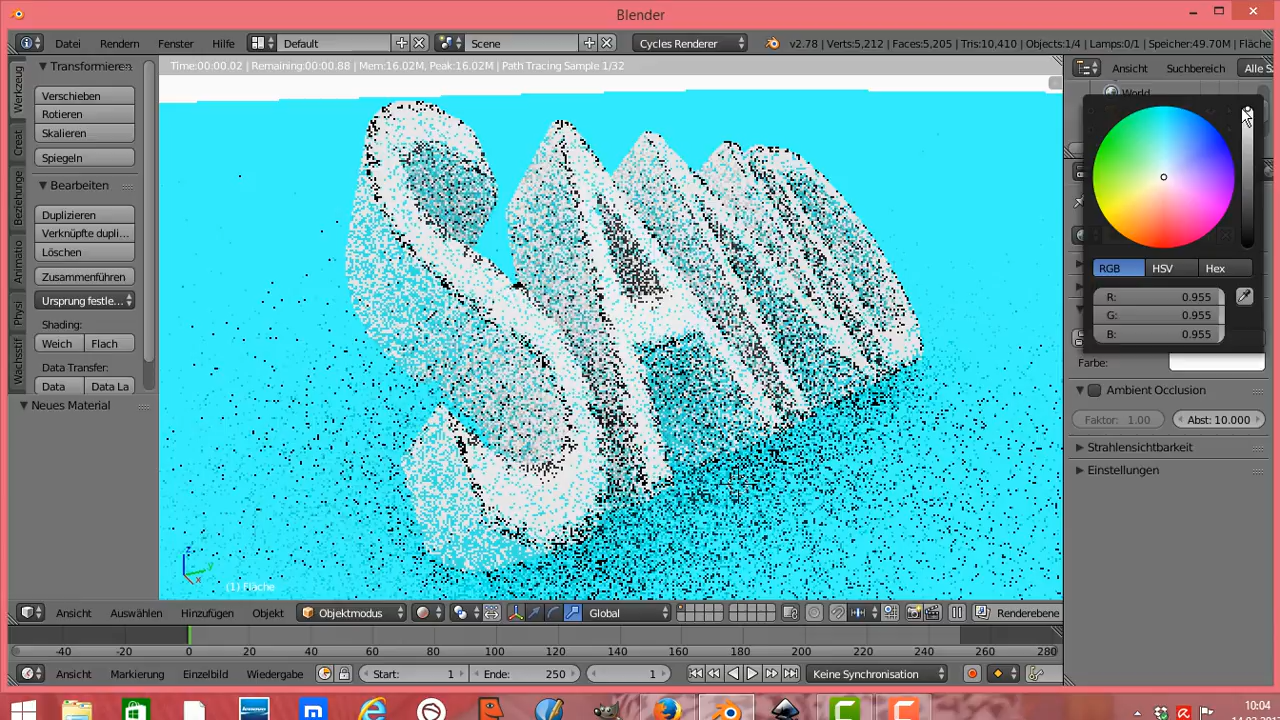 Blender
Datei Rendern Fenster Hilfe Default Scene Cycles Renderer v2.78 | Verts:5,212 | Faces:5,205 | Tris:10,410 | Objects:1/4 | Lamps:0/1 | Speicher:49.70M | Fläche
Time:00:00.02 | Remaining:00:00.88 | Mem:16.02M, Peak:16.02M | Path Tracing Sample 1/32
Ansicht Suchbereich Alle S
World
Werkzeug
Creat
Beziehunge
Animatio
Physi
Wachsstif
Transformieren
Verschieben
Rotieren
Skalieren
Spiegeln
Bearbeiten
Duplizieren
Verknüpfte dupli...
Löschen
Zusammenführen
Ursprung festle...
Shading:
Weich Flach
Data Transfer:
Data Data La
Neues Material
RGB HSV Hex
R: 0.955
G: 0.955
B: 0.955
Farbe:
Ambient Occlusion
Faktor: 1.00 Abst: 10.000
Strahlensichtbarkeit
Einstellungen
z
y
x
(1) Fläche
Ansicht Auswählen Hinzufügen Objekt Objektmodus Global Renderebene
-40 -20 0 20 40 60 80 100 120 140 160 180 200 220 240 260 280
Ansicht Markierung Einzelbild Wiedergabe Start: 1 Ende: 250 1 Keine Synchronisation
10:04